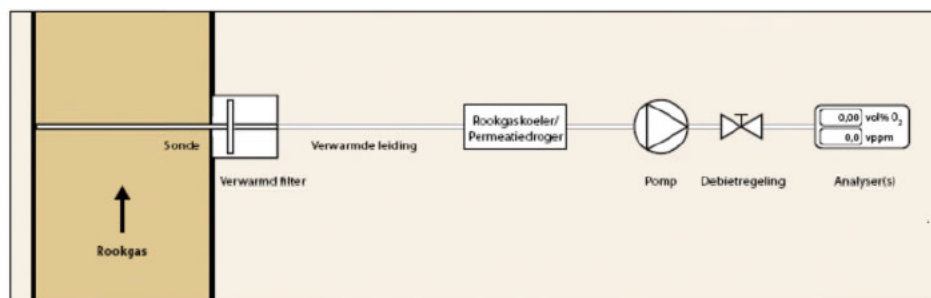 Rookgaskoeler/
Permeatiedroger
0,00 vol% O2
0,0 vppm
Sonde
Verwarmde leiding
Verwarmd filter
Pomp
Debietregeling
Analyser(s)
Rookgas